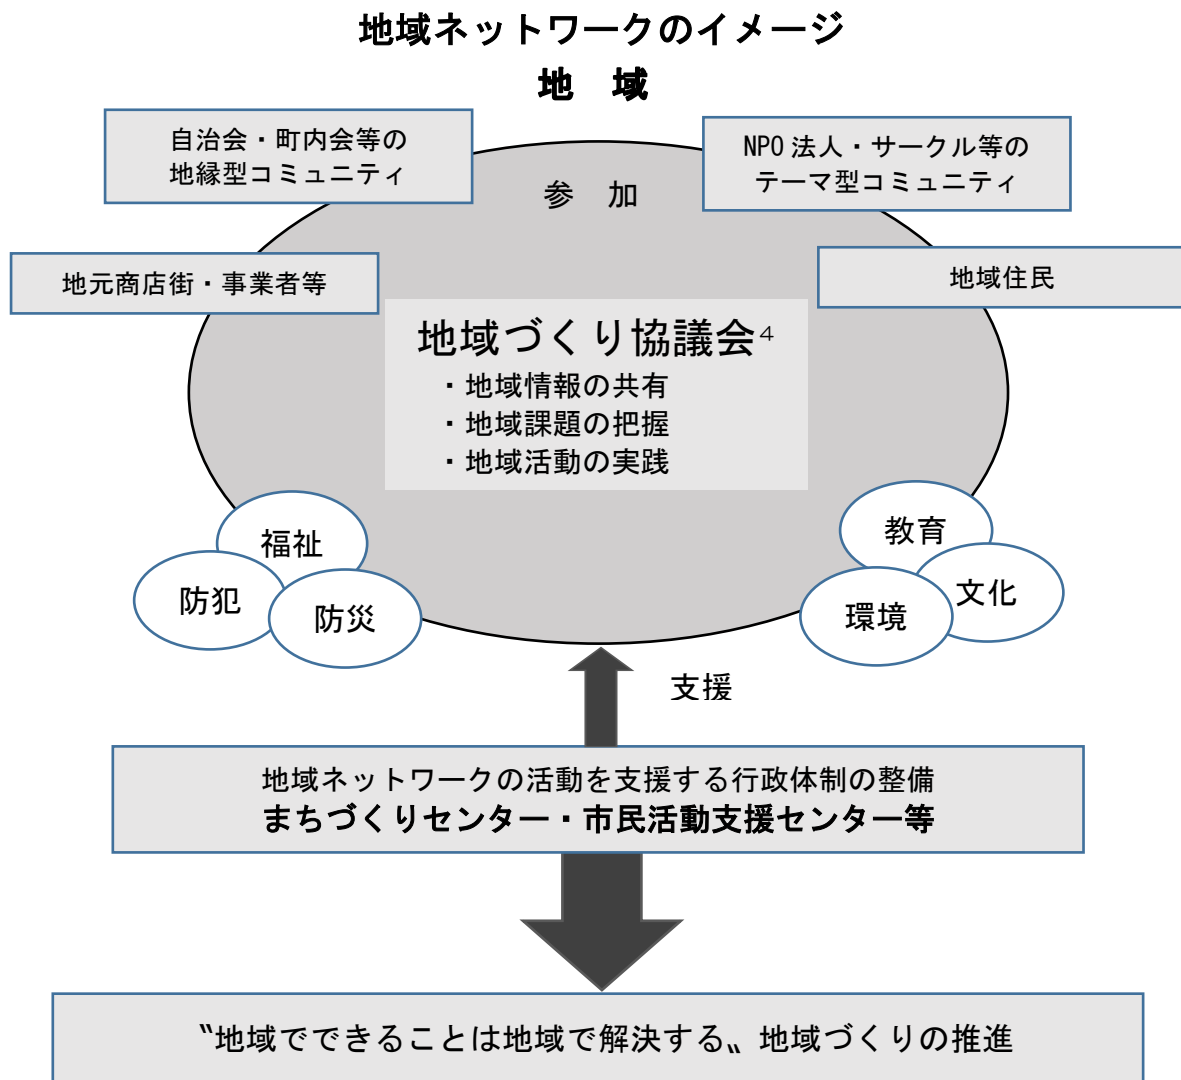 地域ネットワークのイメージ
地　域
自治会・町内会等の
地縁型コミュニティ
NPO 法人・サークル等の
テーマ型コミュニティ
参　加
地元商店街・事業者等
地域住民
地域づくり協議会4
・地域情報の共有
・地域課題の把握
・地域活動の実践
福祉
防犯
防災
教育
文化
環境
支援
地域ネットワークの活動を支援する行政体制の整備
まちづくりセンター・市民活動支援センター等
〝地域でできることは地域で解決する〟地域づくりの推進